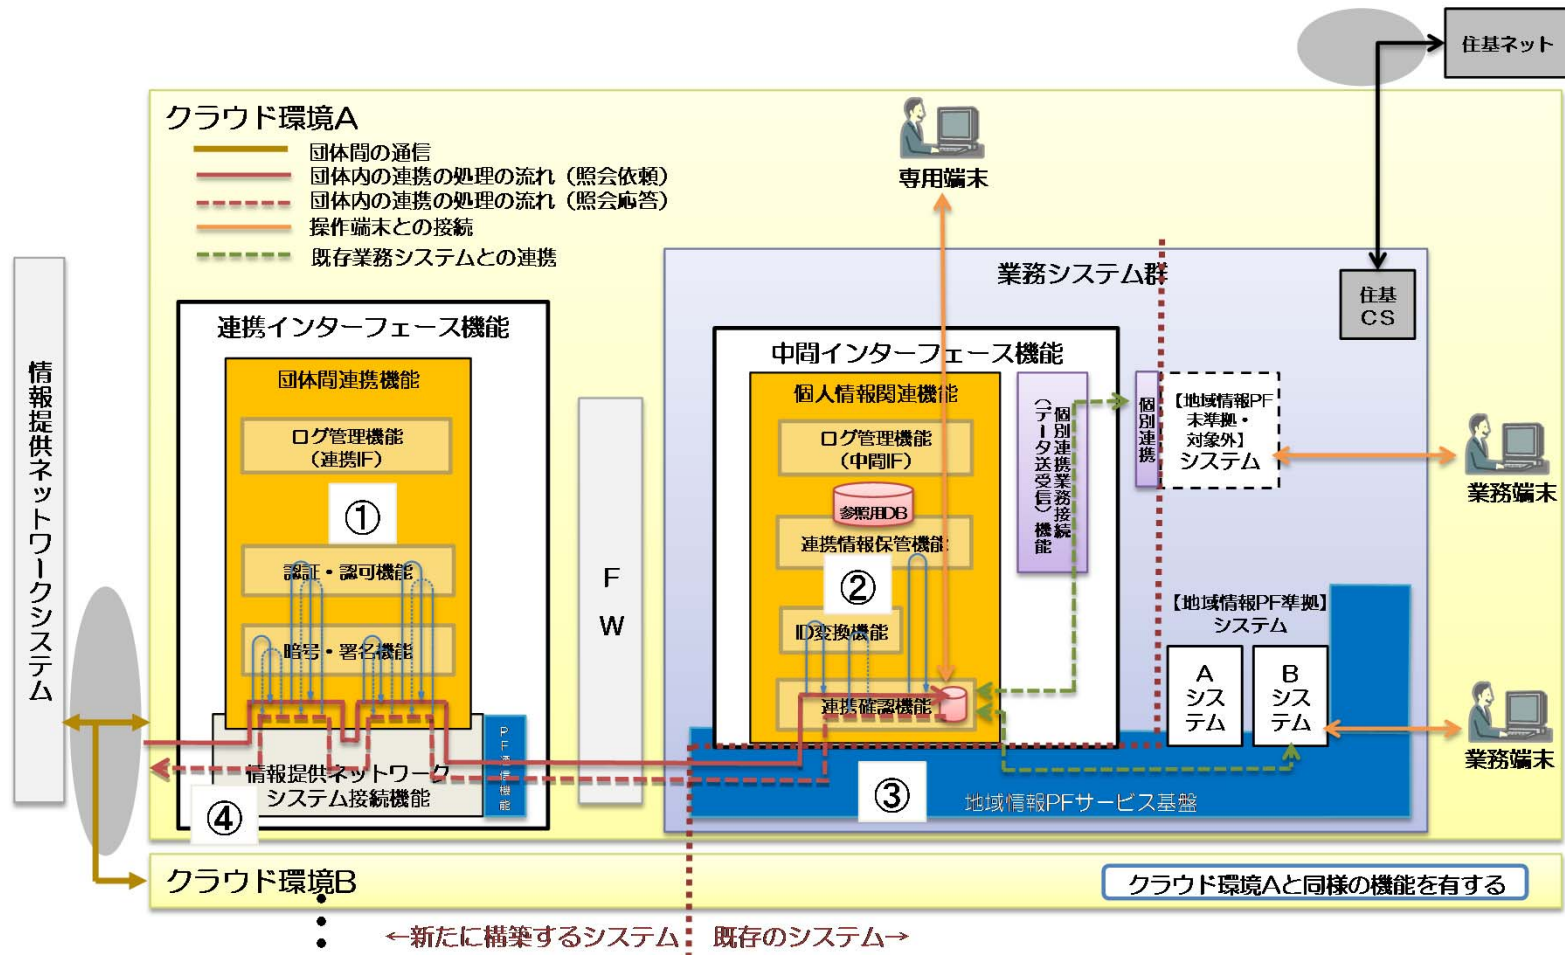 住基ネット
クラウド環境A
団体間の通信
団体内の連携の処理の流れ（照会依頼）
団体内の連携の処理の流れ（照会応答）
操作端末との接続
既存業務システムとの連携
専用端末
情報提供ネットワークシステム
連携インターフェース機能
団体間連携機能
ログ管理機能
（連携IF）
①
認証・認可機能
暗号・署名機能
情報提供ネットワーク
システム接続機能
PF通信機能
④
FW
業務システム群
住基
CS
中間インターフェース機能
個人情報関連機能
ログ管理機能
（中間IF）
参照用DB
連携情報保管機能
②
ID変換機能
連携確認機能
個別連携業務接続
（データ送受信）機能
個別連携
【地域情報PF
未準拠・
対象外】
システム
業務端末
【地域情報PF準拠】
システム
A
シス
テム
B
シス
テム
業務端末
③
地域情報PFサービス基盤
クラウド環境B
クラウド環境Aと同様の機能を有する
←新たに構築するシステム
既存のシステム→